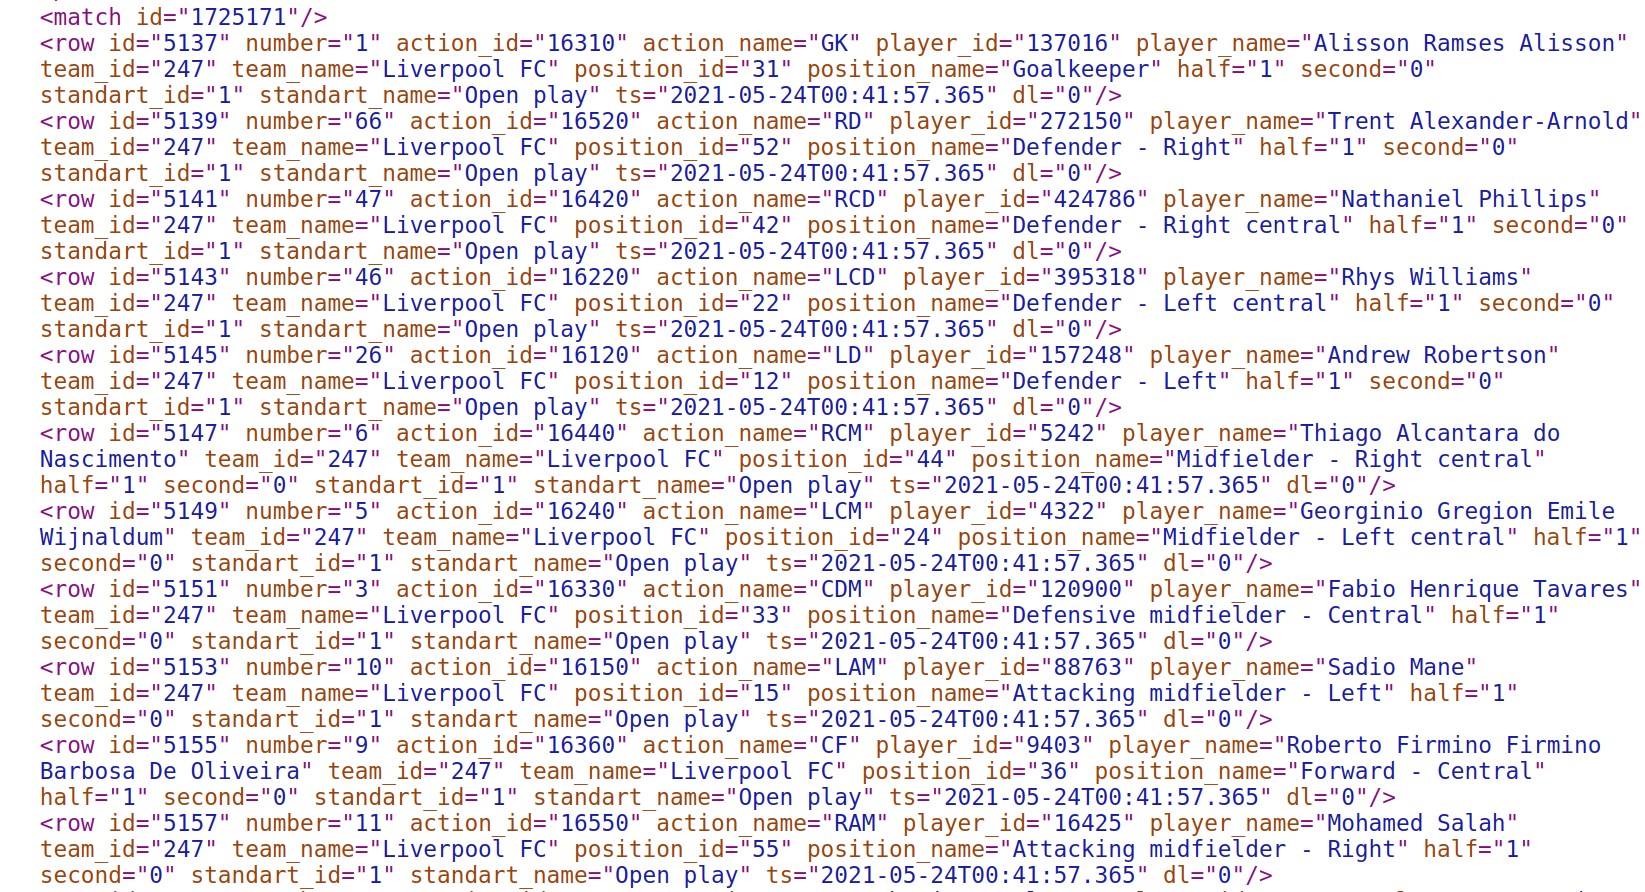 <match id="1725171"/>
<row id="5137" number="1" action_id="16310" action_name="GK" player_id="137016" player_name="Alisson Ramses Alisson"
team_id="247" team_name="Liverpool FC" position_id="31" position_name="Goalkeeper" half="1" second="0"
standart_id="1" standart_name="Open play" ts="2021-05-24T00:41:57.365" dl="0"/>
<row id="5139" number="66" action_id="16520" action_name="RD" player_id="272150" player_name="Trent Alexander-Arnold"
team_id="247" team_name="Liverpool FC" position_id="52" position_name="Defender - Right" half="1" second="0"
standart_id="1" standart_name="Open play" ts="2021-05-24T00:41:57.365" dl="0"/>
<row id="5141" number="47" action_id="16420" action_name="RCD" player_id="424786" player_name="Nathaniel Phillips"
team_id="247" team_name="Liverpool FC" position_id="42" position_name="Defender - Right central" half="1" second="0"
standart_id="1" standart_name="Open play" ts="2021-05-24T00:41:57.365" dl="0"/>
<row id="5143" number="46" action_id="16220" action_name="LCD" player_id="395318" player_name="Rhys Williams"
team_id="247" team_name="Liverpool FC" position_id="22" position_name="Defender - Left central" half="1" second="0"
standart_id="1" standart_name="Open play" ts="2021-05-24T00:41:57.365" dl="0"/>
<row id="5145" number="26" action_id="16120" action_name="LD" player_id="157248" player_name="Andrew Robertson"
team_id="247" team_name="Liverpool FC" position_id="12" position_name="Defender - Left" half="1" second="0"
standart_id="1" standart_name="Open play" ts="2021-05-24T00:41:57.365" dl="0"/>
<row id="5147" number="6" action_id="16440" action_name="RCM" player_id="5242" player_name="Thiago Alcantara do
Nascimento" team_id="247" team_name="Liverpool FC" position_id="44" position_name="Midfielder - Right central"
half="1" second="0" standart_id="1" standart_name="Open play" ts="2021-05-24T00:41:57.365" dl="0"/>
<row id="5149" number="5" action_id="16240" action_name="LCM" player_id="4322" player_name="Georginio Gregion Emile
Wijnaldum" team_id="247" team_name="Liverpool FC" position_id="24" position_name="Midfielder - Left central" half="1"
second="0" standart_id="1" standart_name="Open play" ts="2021-05-24T00:41:57.365" dl="0"/>
<row id="5151" number="3" action_id="16330" action_name="CDM" player_id="120900" player_name="Fabio Henrique Tavares"
team_id="247" team_name="Liverpool FC" position_id="33" position_name="Defensive midfielder - Central" half="1"
second="0" standart_id="1" standart_name="Open play" ts="2021-05-24T00:41:57.365" dl="0"/>
<row id="5153" number="10" action_id="16150" action_name="LAM" player_id="88763" player_name="Sadio Mane"
team_id="247" team_name="Liverpool FC" position_id="15" position_name="Attacking midfielder - Left" half="1"
second="0" standart_id="1" standart_name="Open play" ts="2021-05-24T00:41:57.365" dl="0"/>
<row id="5155" number="9" action_id="16360" action_name="CF" player_id="9403" player_name="Roberto Firmino Firmino
Barbosa De Oliveira" team_id="247" team_name="Liverpool FC" position_id="36" position_name="Forward - Central"
half="1" second="0" standart_id="1" standart_name="Open play" ts="2021-05-24T00:41:57.365" dl="0"/>
<row id="5157" number="11" action_id="16550" action_name="RAM" player_id="16425" player_name="Mohamed Salah"
team_id="247" team_name="Liverpool FC" position_id="55" position_name="Attacking midfielder - Right" half="1"
second="0" standart_id="1" standart_name="Open play" ts="2021-05-24T00:41:57.365" dl="0"/>